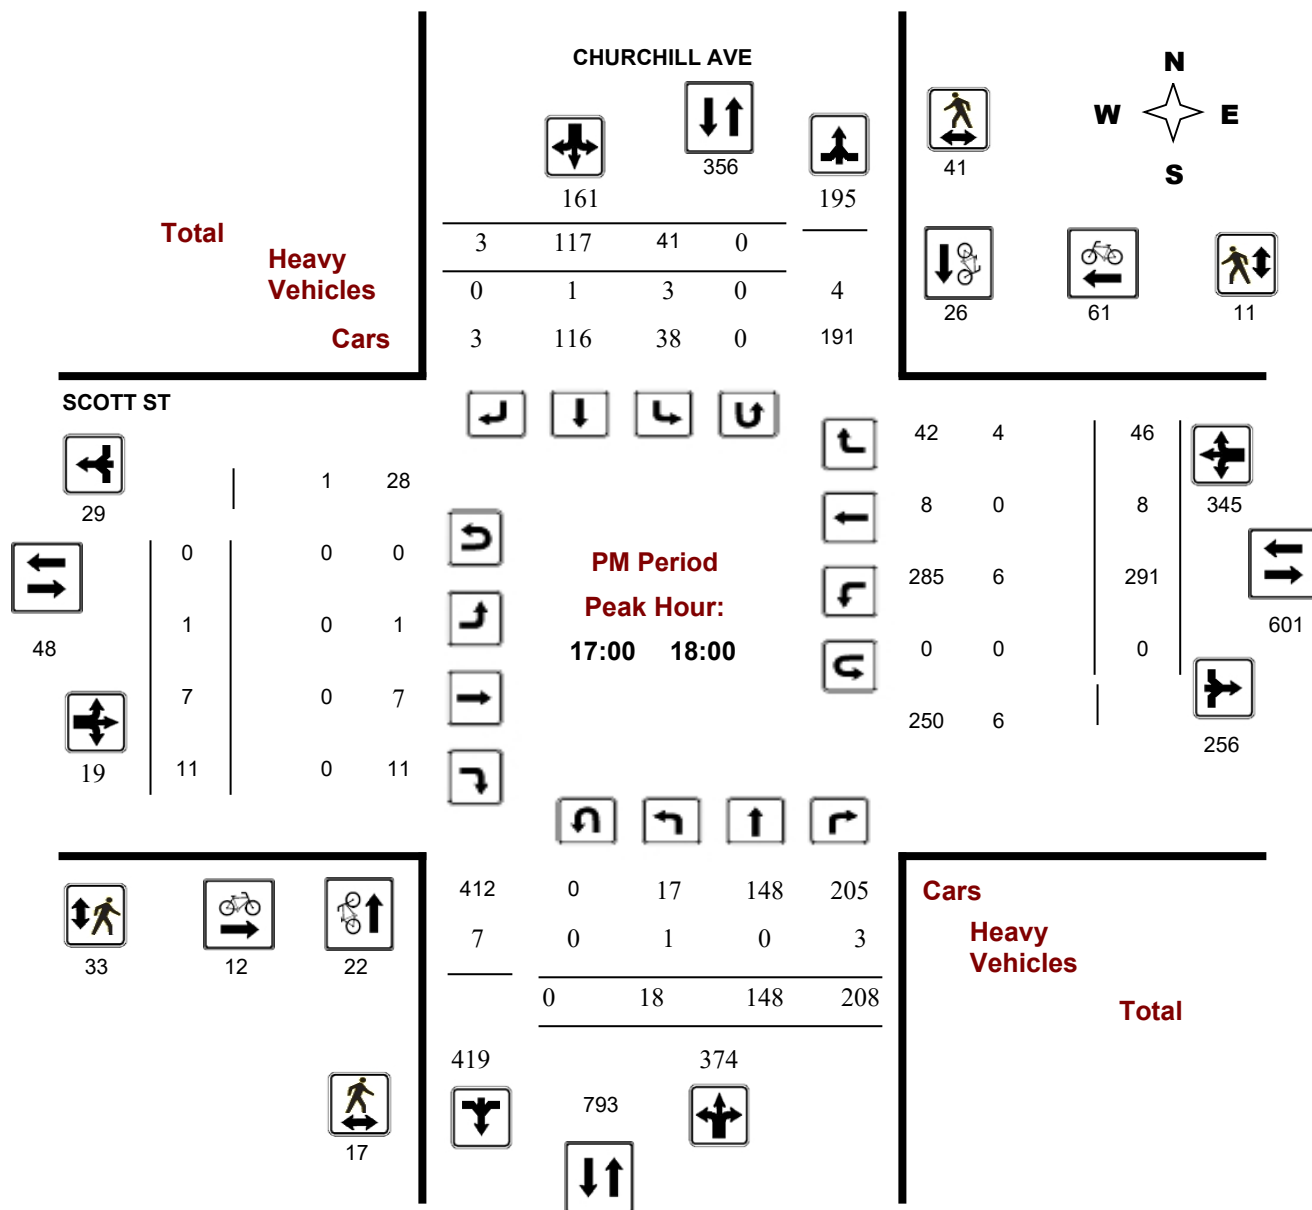 CHURCHILL AVE
N
W E
S
356
41
161
195
Total
3 117 41 0
Heavy
Vehicles
0 1 3 0 4
26 61 11
Cars
3 116 38 0 191
SCOTT ST
42 4 46
1 28
29
8 0 8 345
0 0 0
PM Period
285 6 291
Peak Hour:
1 0 1
601
48
17:00 18:00
0 0 0
7 0 7
250 6
256
19
11 0 11
412 0 17 148 205
Cars
7 0 1 0 3
Heavy
Vehicles
33 12 22
0 18 148 208
Total
419 374
793
17